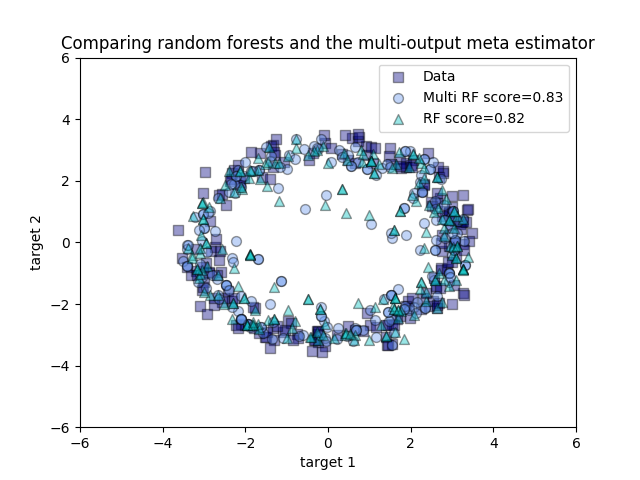 Comparing random forests and the multi-output meta estimator
Data
Multi RF score=0.83
RF score=0.82
6
4
2
0
−2
−4
−6
target 2
−6 −4 −2 0 2 4 6
target 1